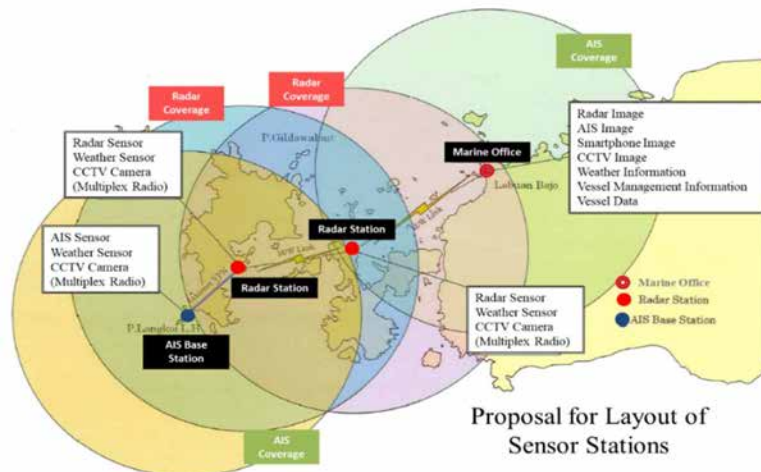 AIS
Coverage
Radar
Coverage
Radar
Coverage
P.Gildawalaut
Radar Sensor
Weather Sensor
CCTV Camera
(Multiplex Radio)
Marine Office
Labuan Bajo
Radar Image
AIS Image
Smartphone Image
CCTV Image
Weather Information
Vessel Management Information
Vessel Data
Radar Station
AIS Sensor
Weather Sensor
CCTV Camera
(Multiplex Radio)
Link
Link
Radar Station
Radar Sensor
Weather Sensor
CCTV Camera
(Multiplex Radio)
Marine Office
Radar Station
AIS Base Station
AIS Base
Station
AIS
Coverage
Proposal for Layout of
Sensor Stations